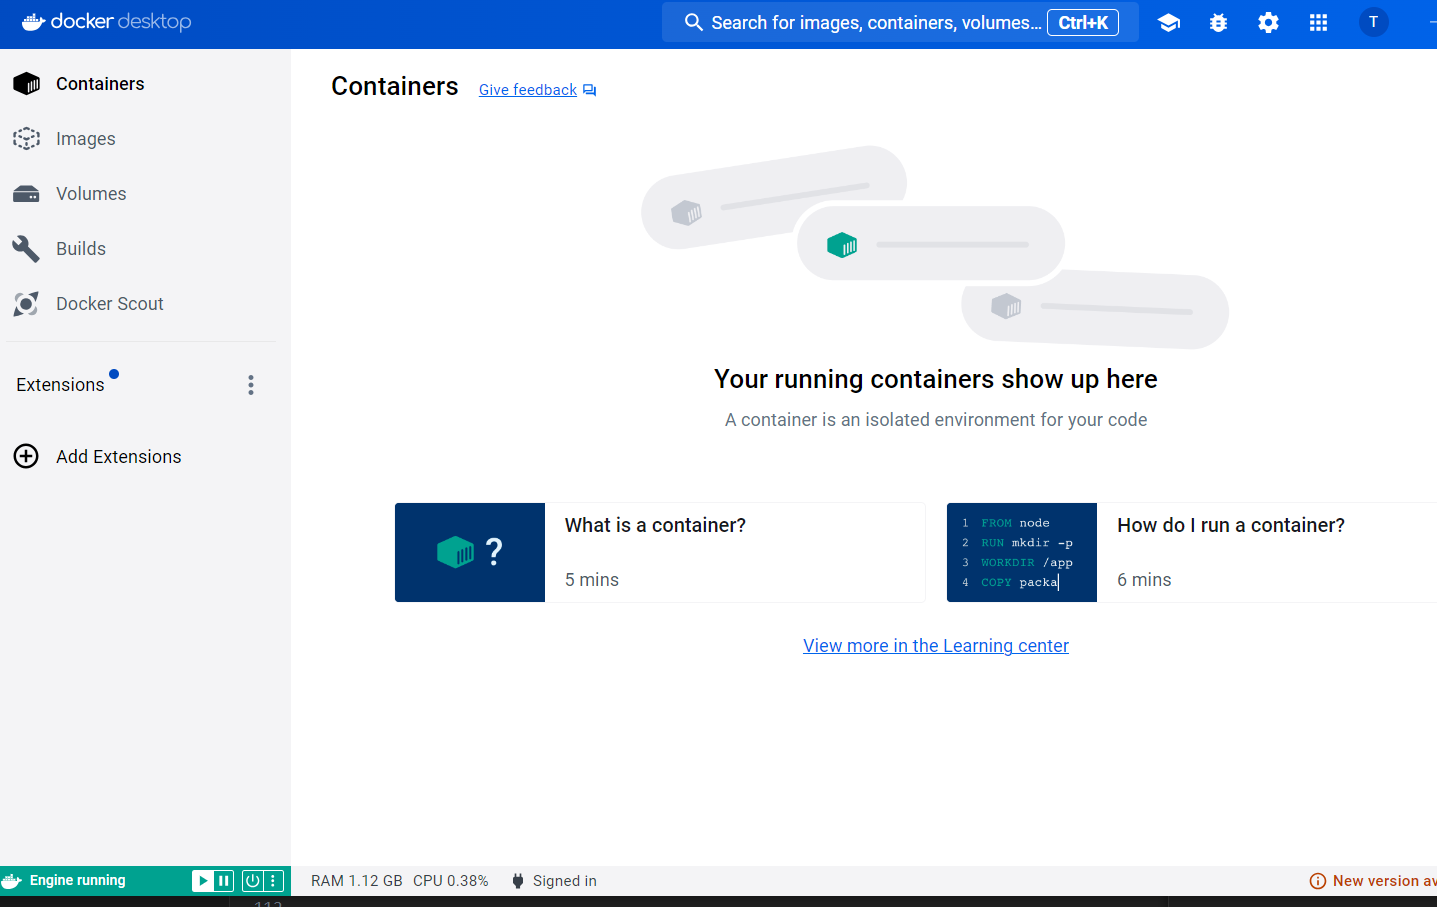 docker desktop
Search for images, containers, volumes... Ctrl+K
T
Containers
Images
Volumes
Builds
Docker Scout
Extensions
Add Extensions
Containers Give feedback
Your running containers show up here
A container is an isolated environment for your code
?
What is a container?
5 mins
1 FROM node
2 RUN mkdir -p
3 WORKDIR /app
4 COPY packa
How do I run a container?
6 mins
View more in the Learning center
Engine running
RAM 1.12 GB CPU 0.38% Signed in
New version av